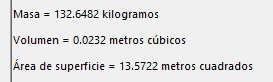 Masa = 132.6482 kilogramos
Volumen = 0.0232 metros cúbicos
Área de superficie = 13.5722 metros cuadrados